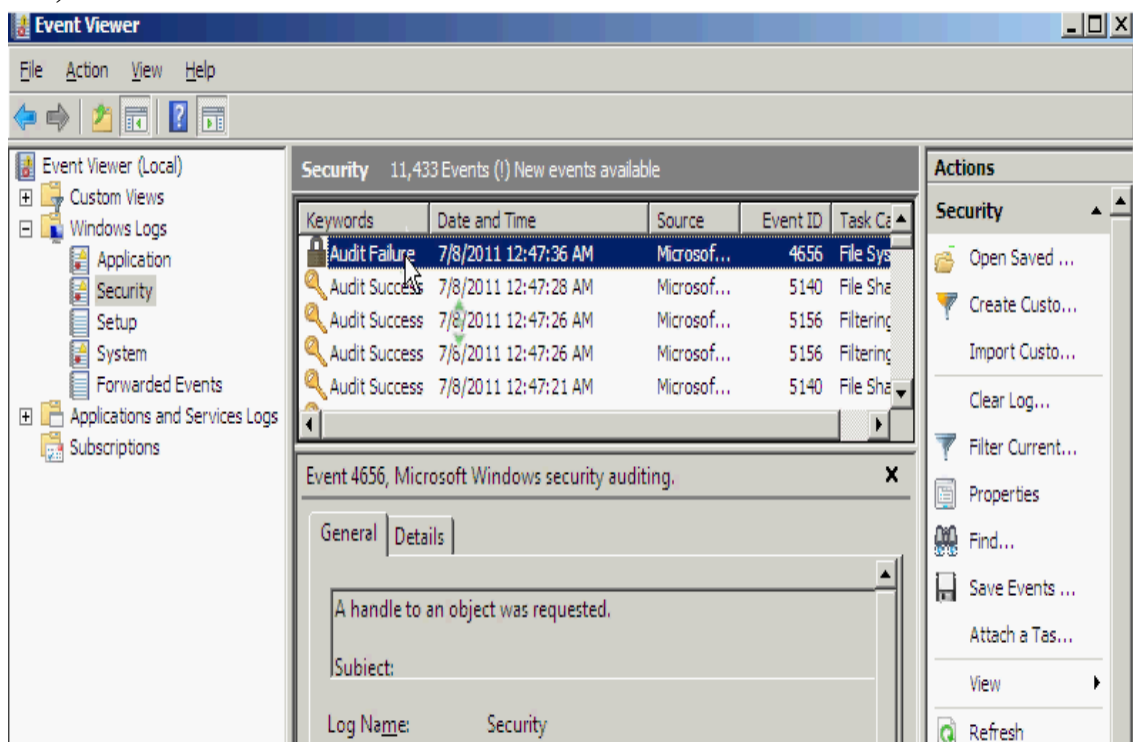 Event Viewer
File Action View Help
Event Viewer (Local)
Custom Views
Windows Logs
Application
Security
Setup
System
Forwarded Events
Applications and Services Logs
Subscriptions
Security 11,433 Events (!) New events available
Keywords Date and Time Source Event ID Task Ca
Audit Failure 7/8/2011 12:47:36 AM Microsof... 4656 File Sys
Audit Success 7/8/2011 12:47:28 AM Microsof... 5140 File Sha
Audit Success 7/8/2011 12:47:26 AM Microsof... 5156 Filtering
Audit Success 7/8/2011 12:47:26 AM Microsof... 5156 Filtering
Audit Success 7/8/2011 12:47:21 AM Microsof... 5140 File Sha
Event 4656, Microsoft Windows security auditing.
General Details
A handle to an object was requested.
Subject:
Log Name: Security
Actions
Security
Open Saved ...
Create Custo...
Import Custo...
Clear Log...
Filter Current...
Properties
Find...
Save Events ...
Attach a Tas...
View
Refresh